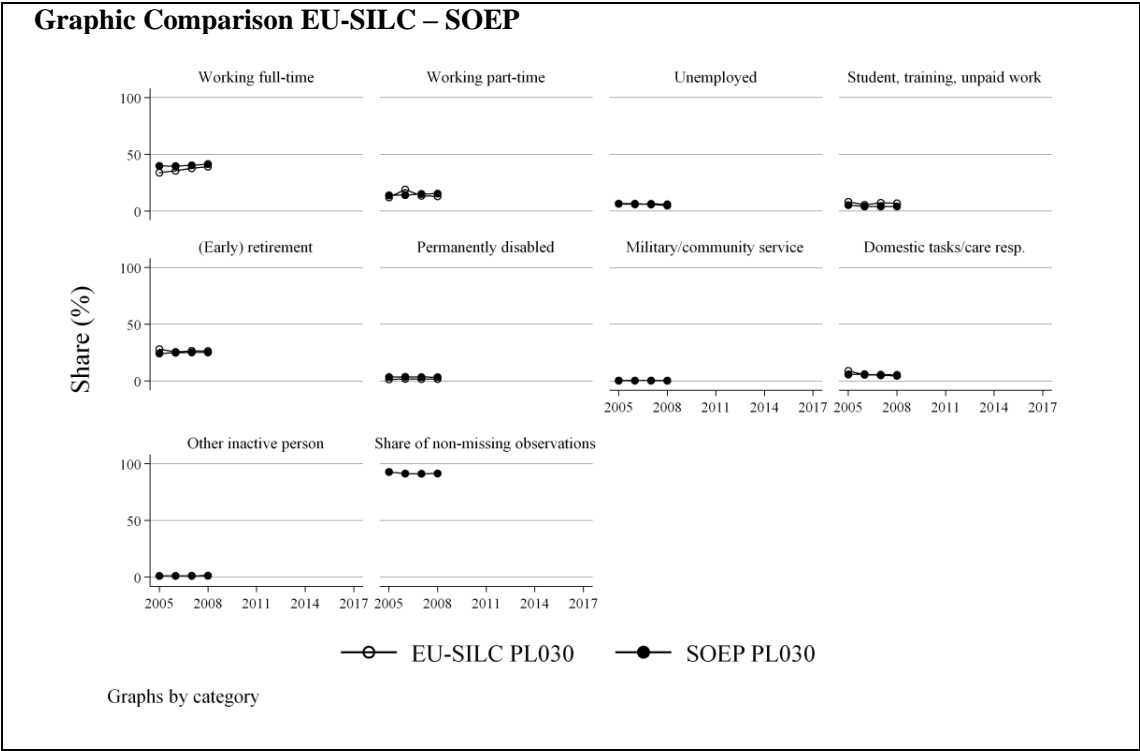 Graphic Comparison EU-SILC – SOEP
Working full-time Working part-time Unemployed Student, training, unpaid work
100
50
0
(Early) retirement Permanently disabled Military/community service Domestic tasks/care resp.
100
50
0
2005 2008 2011 2014 2017 2005 2008 2011 2014 2017
Other inactive person Share of non-missing observations
100
50
0
2005 2008 2011 2014 2017 2005 2008 2011 2014 2017
Share (%)
EU-SILC PL030 SOEP PL030
Graphs by category